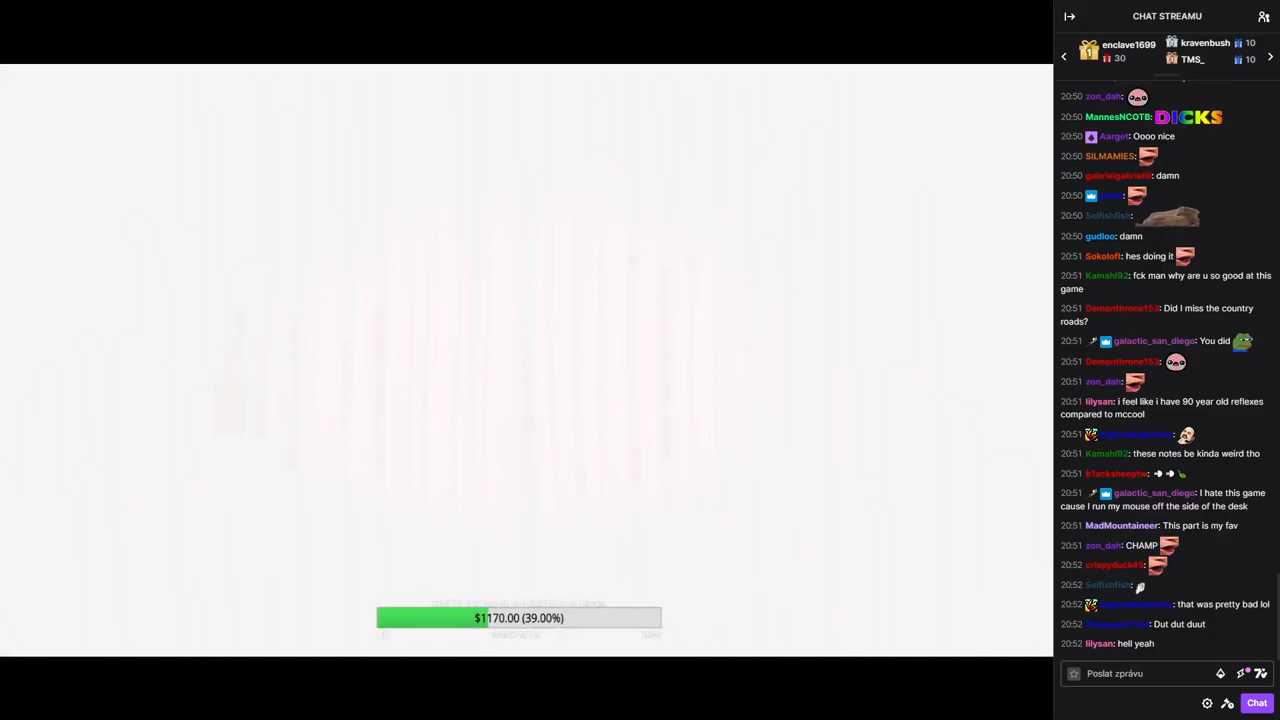 CHAT STREAMU
enclave1699
30
kravenbush 10
TMS_ 10
20:50 zon_dah:
20:50 MannesNCOTB: DICKS
20:50 Aarget: Oooo nice
20:50 SILMAMIES:
20:50 gabrielgabrielili: damn
20:50
20:50 Selfishfish:
20:50 gudloo: damn
20:51 Sokoloft: hes doing it
20:51 Kamahl92: fck man why are u so good at this
game
20:51 Demonthrone153: Did I miss the country
roads?
20:51 galactic_san_diego: You did
20:51 Demonthrone153:
20:51 zon_dah:
20:51 lilysan: i feel like i have 90 year old reflexes
compared to mccool
20:51
20:51 Kamahl92: these notes be kinda weird tho
20:51 b1acksheeptw:
20:51 galactic_san_diego: I hate this game
cause I run my mouse off the side of the desk
20:51 MadMountaineer: This part is my fav
20:51 zon_dah: CHAMP
20:52 crispyduck45:
20:52 Selfishfish:
20:52 that was pretty bad lol
20:52 Dut dut duut
20:52 lilysan: hell yeah
$1170.00 (39.00%)
Poslat zprávu
Chat